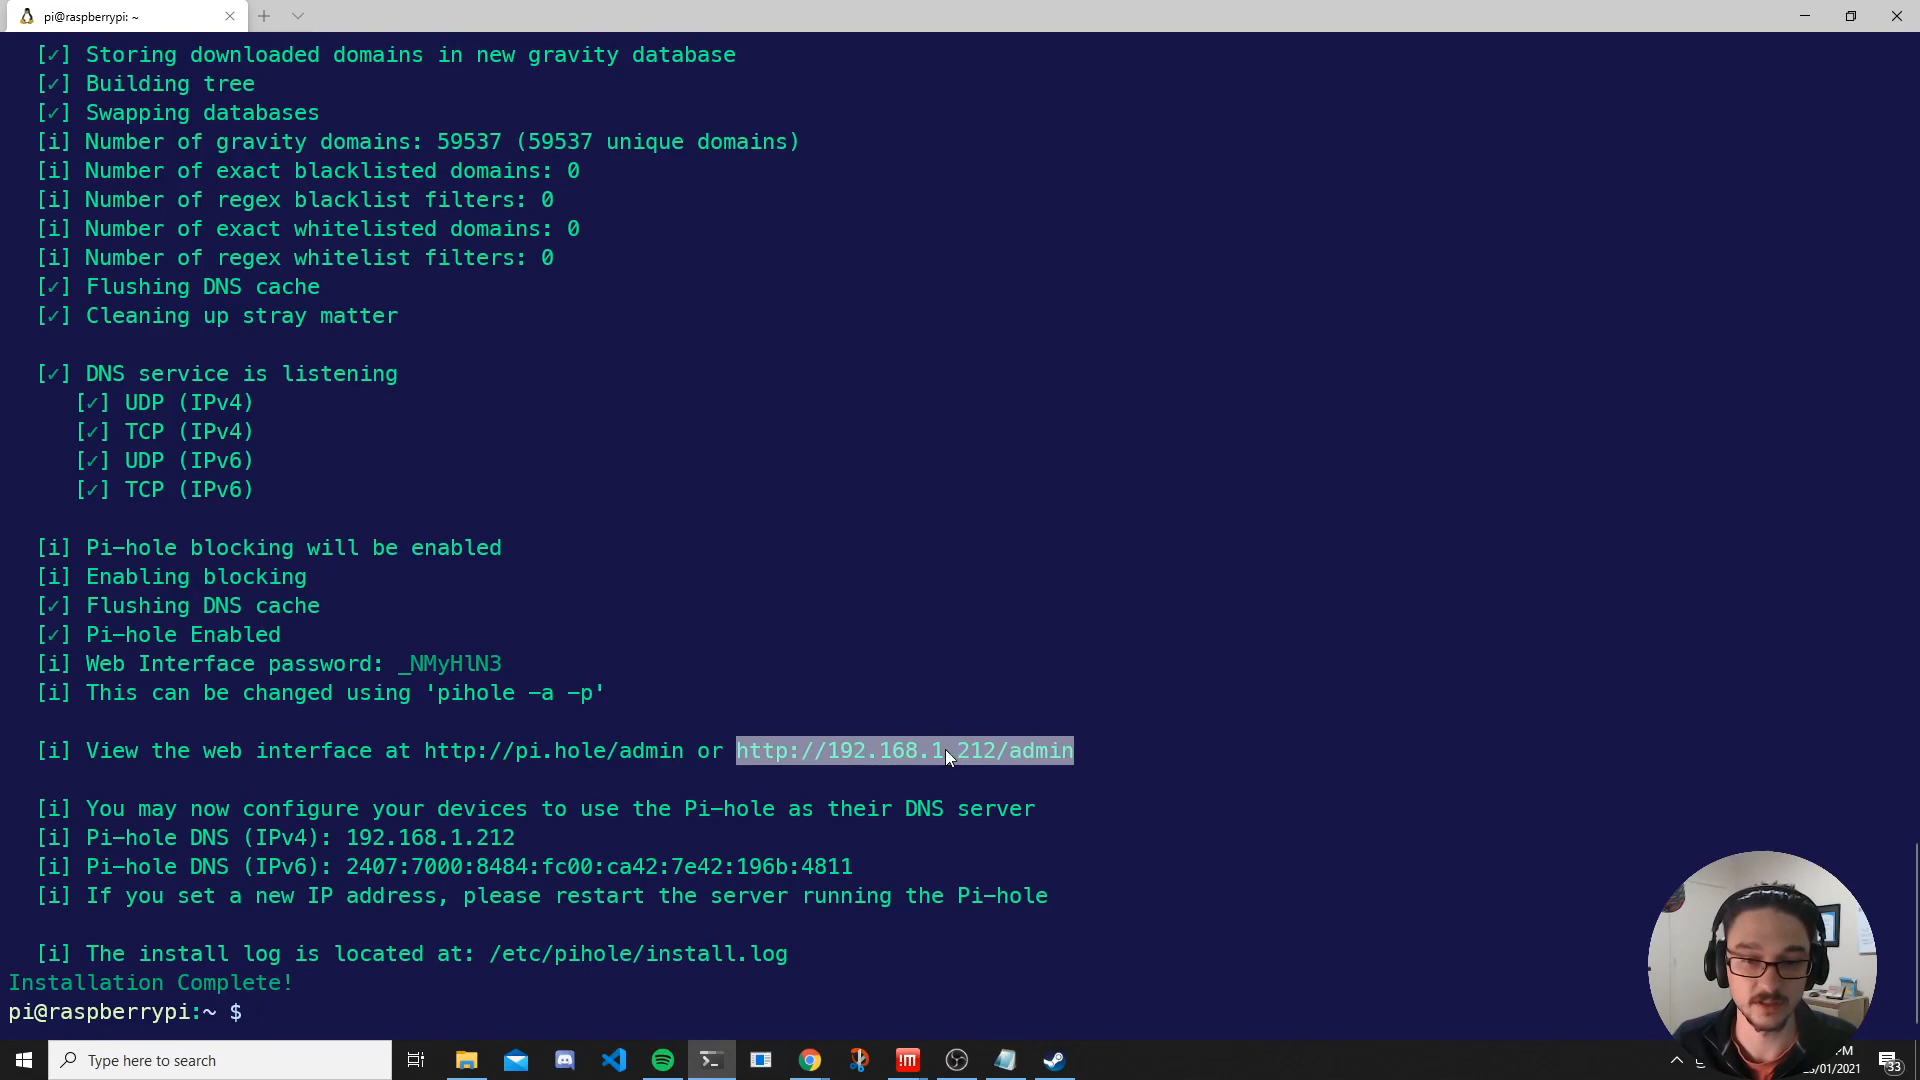 pi@raspberrypi: ~
[✓] Storing downloaded domains in new gravity database
[✓] Building tree
[✓] Swapping databases
[i] Number of gravity domains: 59537 (59537 unique domains)
[i] Number of exact blacklisted domains: 0
[i] Number of regex blacklist filters: 0
[i] Number of exact whitelisted domains: 0
[i] Number of regex whitelist filters: 0
[✓] Flushing DNS cache
[✓] Cleaning up stray matter
[✓] DNS service is listening
[✓] UDP (IPv4)
[✓] TCP (IPv4)
[✓] UDP (IPv6)
[✓] TCP (IPv6)
[i] Pi-hole blocking will be enabled
[i] Enabling blocking
[✓] Flushing DNS cache
[✓] Pi-hole Enabled
[i] Web Interface password: _NMyHlN3
[i] This can be changed using 'pihole -a -p'
[i] View the web interface at http://pi.hole/admin or http://192.168.1.212/admin
[i] You may now configure your devices to use the Pi-hole as their DNS server
[i] Pi-hole DNS (IPv4): 192.168.1.212
[i] Pi-hole DNS (IPv6): 2407:7000:8484:fc00:ca42:7e42:196b:4811
[i] If you set a new IP address, please restart the server running the Pi-hole
[i] The install log is located at: /etc/pihole/install.log
Installation Complete!
pi@raspberrypi:~ $
Type here to search
33